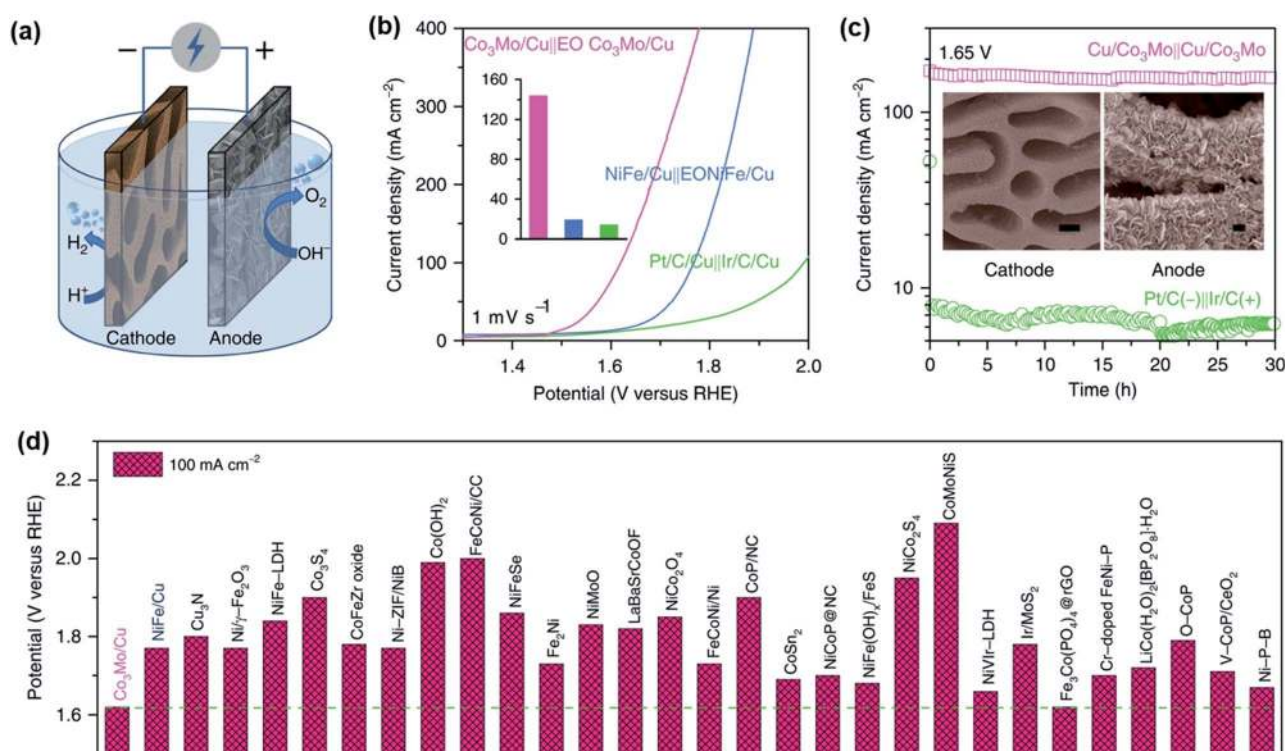 (a)
−
+
H₂
H⁺
O₂
OH⁻
Cathode
Anode
(b)
Co₃Mo/Cu||EO Co₃Mo/Cu
NiFe/Cu||EONiFe/Cu
Pt/C/Cu||Ir/C/Cu
1 mV s⁻¹
160
120
80
40
0
400
300
200
100
0
Current density (mA cm⁻²)
1.4
1.6
1.8
2.0
Potential (V versus RHE)
(c)
1.65 V
Cu/Co₃Mo||Cu/Co₃Mo
Cathode
Anode
Pt/C(−)||Ir/C(+)
100
10
Current density (mA cm⁻²)
0
5
10
15
20
25
30
Time (h)
(d)
100 mA cm⁻²
2.2
2.0
1.8
1.6
Potential (V versus RHE)
Co₃Mo/Cu
NiFe/Cu
Cu₃N
Ni/γ–Fe₂O₃
NiFe–LDH
Co₃S₄
CoFeZr oxide
Ni–ZIF/NiB
Co(OH)₂
FeCoNi/CC
NiFeSe
Fe₂Ni
NiMoO
LaBaSrCoOF
NiCo₂O₄
FeCoNi/Ni
CoP/NC
CoSn₂
NiCoP@NC
NiFe(OH)ₓ/FeS
NiCo₂S₄
CoMoNiS
NiVIr–LDH
Ir/MoS₂
Fe₃Co(PO₄)₄@rGO
Cr–doped FeNi–P
LiCo(H₂O)₂[BP₂O₈]·H₂O
O–CoP
V–CoP/CeO₂
Ni–P–B